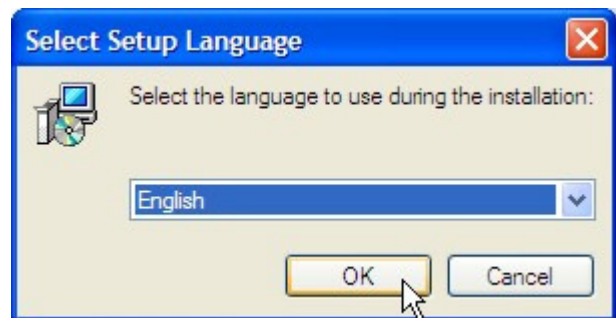 Select Setup Language
Select the language to use during the installation:
English
OK
Cancel